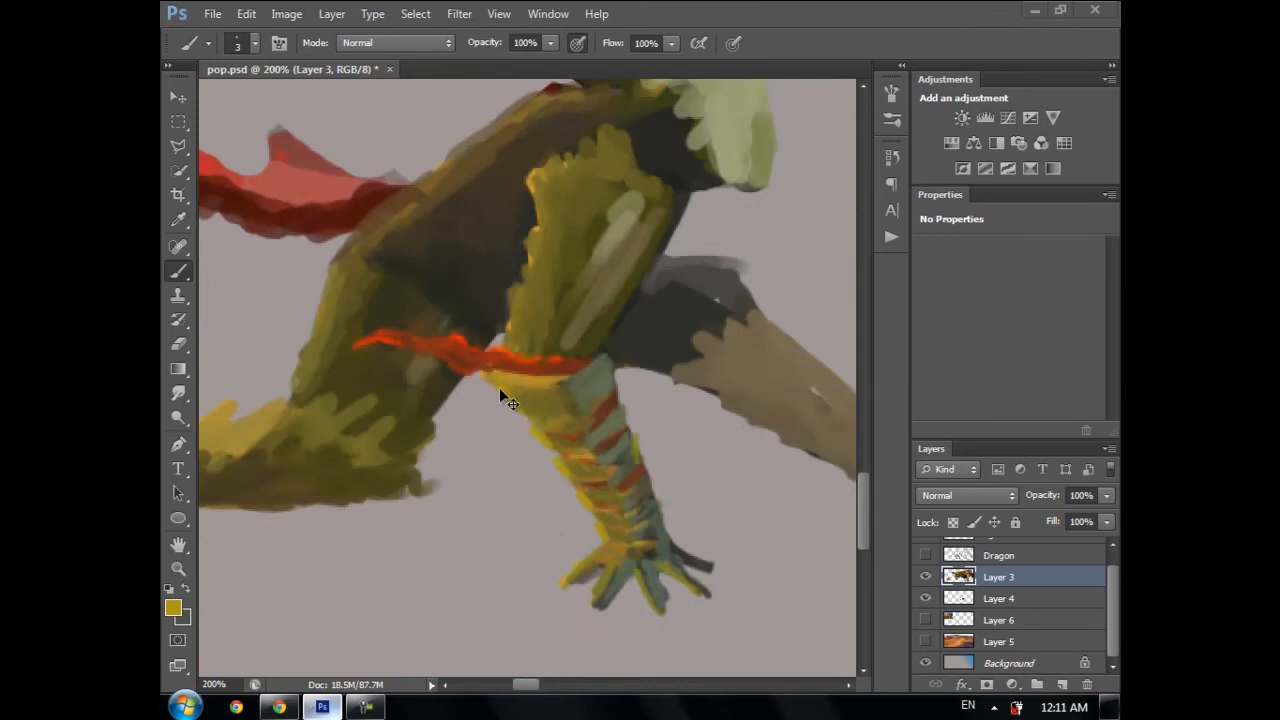 Ps File Edit Image Layer Type Select Filter View Window Help
3 Mode: Normal Opacity: 100% Flow: 100%
pop.psd @ 200% (Layer 3, RGB/8) * ×
Adjustments
Add an adjustment
Properties
No Properties
Layers
Kind
Normal Opacity: 100%
Lock: Fill: 100%
Dragon
Layer 3
Layer 4
Layer 6
Layer 5
Background
fx
200% Doc: 18.5M/87.7M
Ps EN 12:11 AM